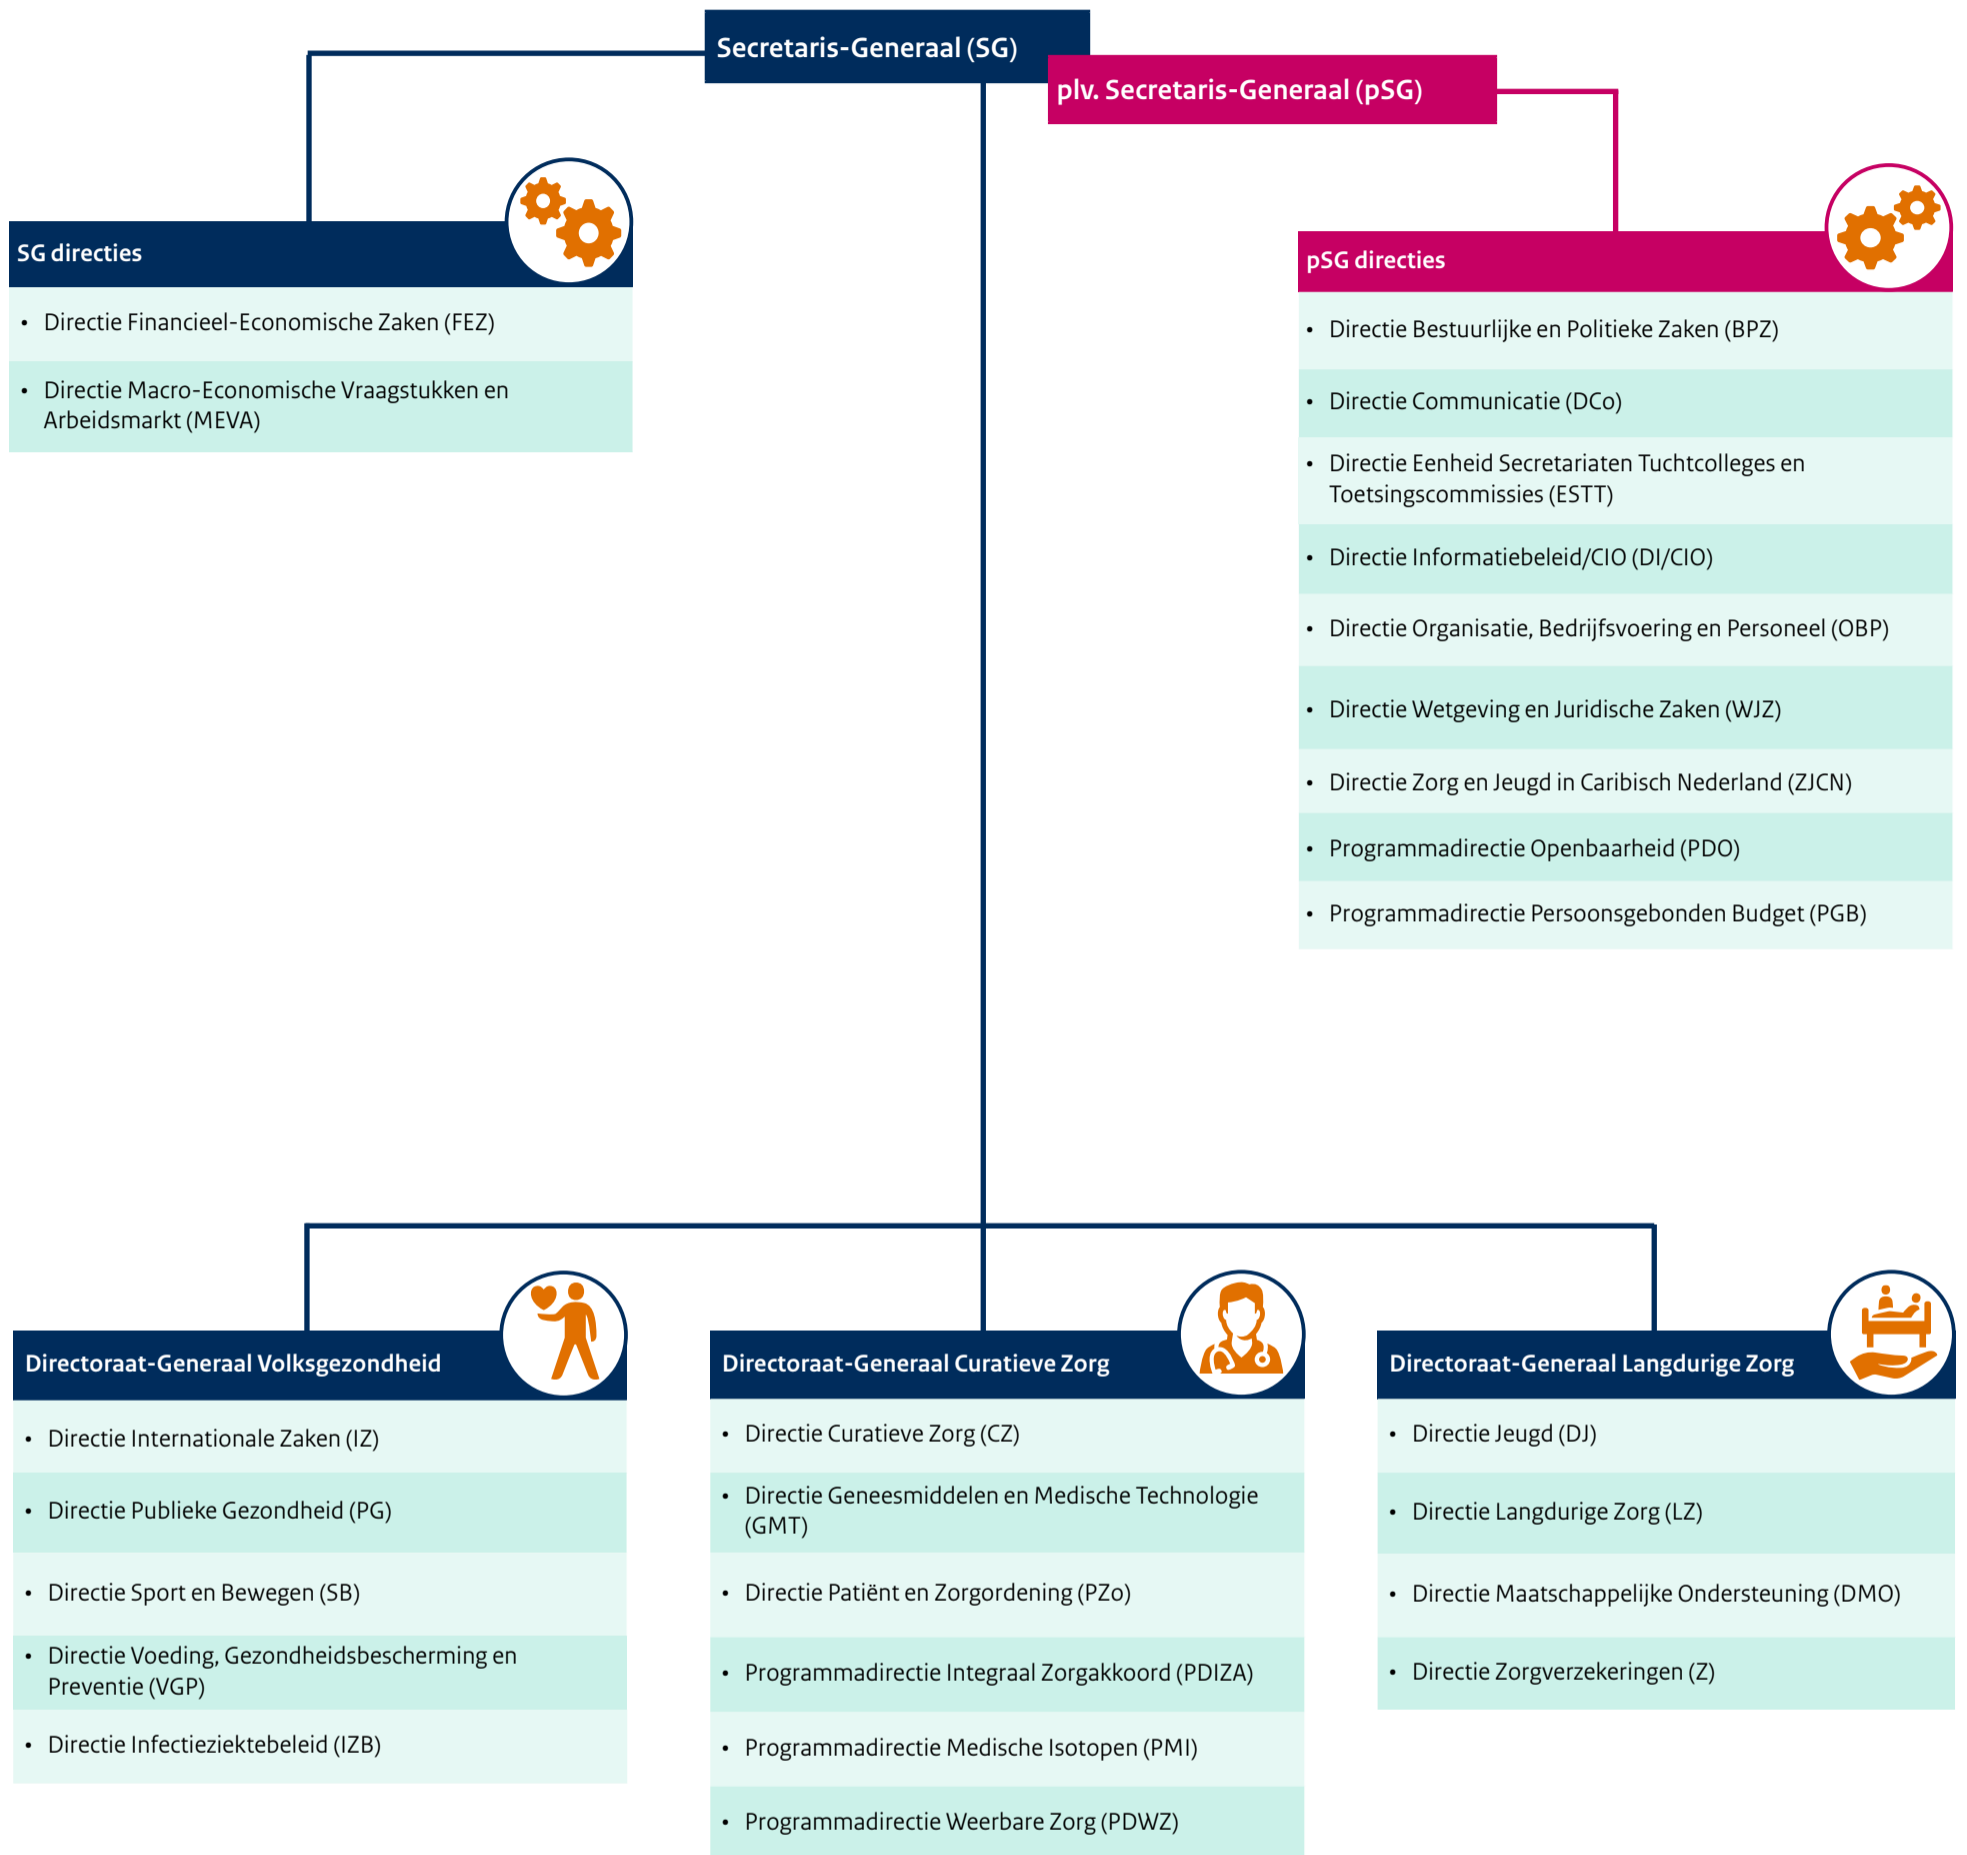 Secretaris-Generaal (SG)
plv. Secretaris-Generaal (pSG)
SG directies
• Directie Financieel-Economische Zaken (FEZ)
• Directie Macro-Economische Vraagstukken en
Arbeidsmarkt (MEVA)
pSG directies
• Directie Bestuurlijke en Politieke Zaken (BPZ)
• Directie Communicatie (DCo)
• Directie Eenheid Secretariaten Tuchtcolleges en
Toetsingscommissies (ESTT)
• Directie Informatiebeleid/CIO (DI/CIO)
• Directie Organisatie, Bedrijfsvoering en Personeel (OBP)
• Directie Wetgeving en Juridische Zaken (WJZ)
• Directie Zorg en Jeugd in Caribisch Nederland (ZJCN)
• Programmadirectie Openbaarheid (PDO)
• Programmadirectie Persoonsgebonden Budget (PGB)
Directoraat-Generaal Volksgezondheid
• Directie Internationale Zaken (IZ)
• Directie Publieke Gezondheid (PG)
• Directie Sport en Bewegen (SB)
• Directie Voeding, Gezondheidsbescherming en
Preventie (VGP)
• Directie Infectieziektebeleid (IZB)
Directoraat-Generaal Curatieve Zorg
• Directie Curatieve Zorg (CZ)
• Directie Geneesmiddelen en Medische Technologie
(GMT)
• Directie Patiënt en Zorgordening (PZo)
• Programmadirectie Integraal Zorgakkoord (PDIZA)
• Programmadirectie Medische Isotopen (PMI)
• Programmadirectie Weerbare Zorg (PDWZ)
Directoraat-Generaal Langdurige Zorg
• Directie Jeugd (DJ)
• Directie Langdurige Zorg (LZ)
• Directie Maatschappelijke Ondersteuning (DMO)
• Directie Zorgverzekeringen (Z)